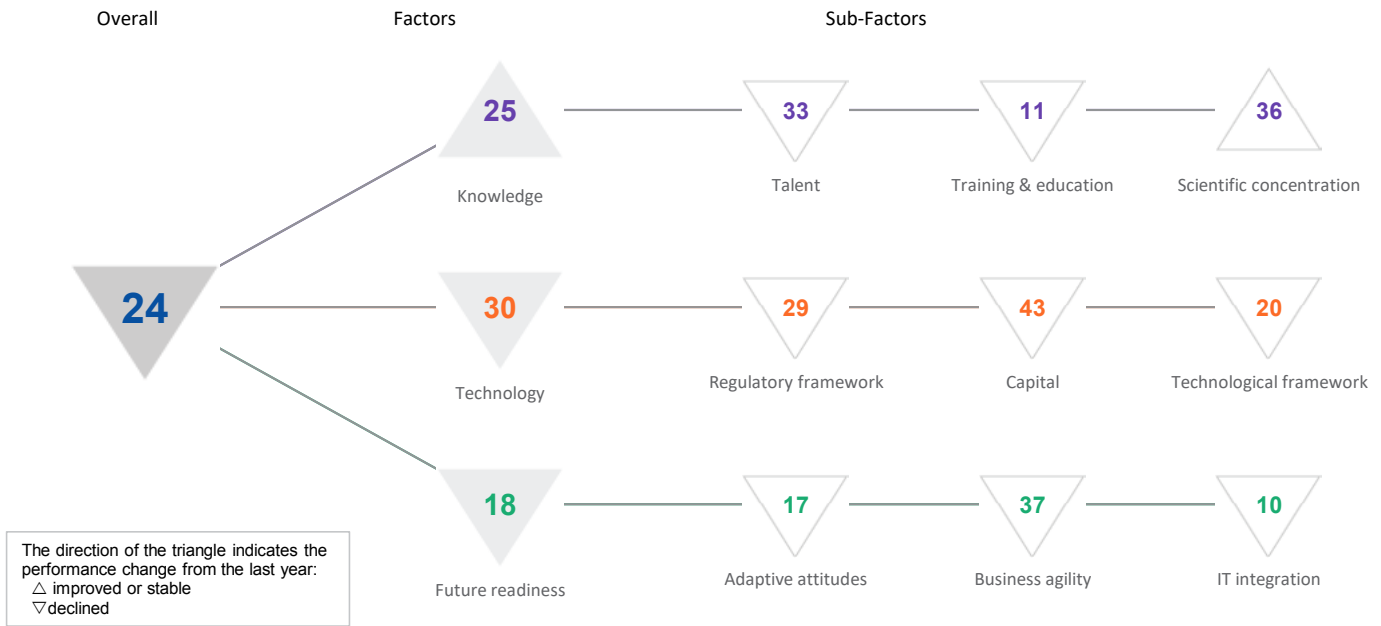 Overall
Factors
Sub-Factors
25
33
11
36
Knowledge
Talent
Training & education
Scientific concentration
24
30
29
43
20
Technology
Regulatory framework
Capital
Technological framework
18
17
37
10
Future readiness
Adaptive attitudes
Business agility
IT integration
The direction of the triangle indicates the
performance change from the last year:
△ improved or stable
▽declined